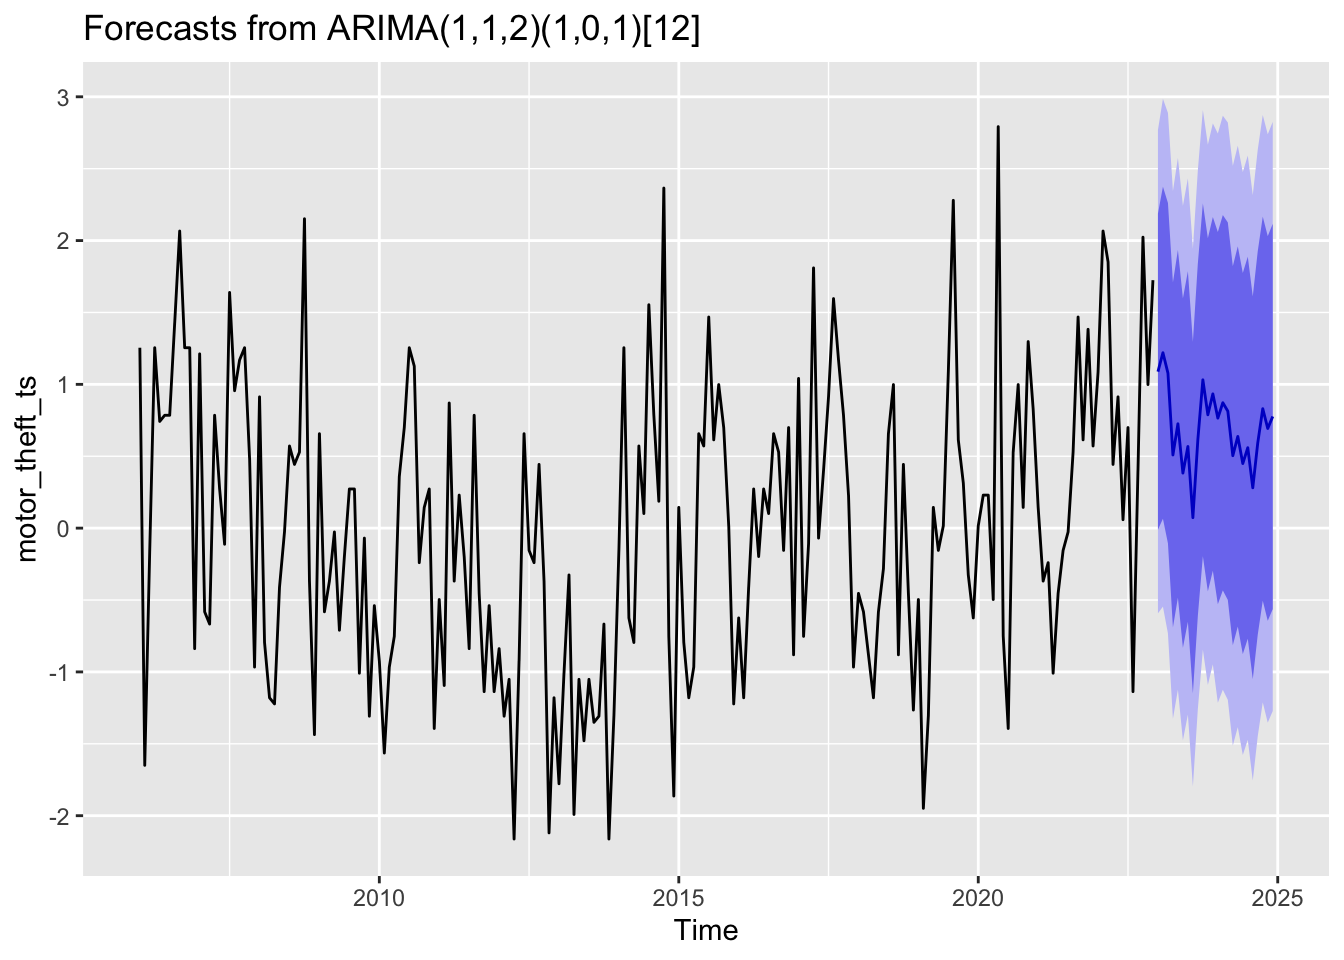 Forecasts from ARIMA(1,1,2)(1,0,1)[12]
3
2
1
0
-1
-2
motor_theft_ts
2010 2015 2020 2025
Time